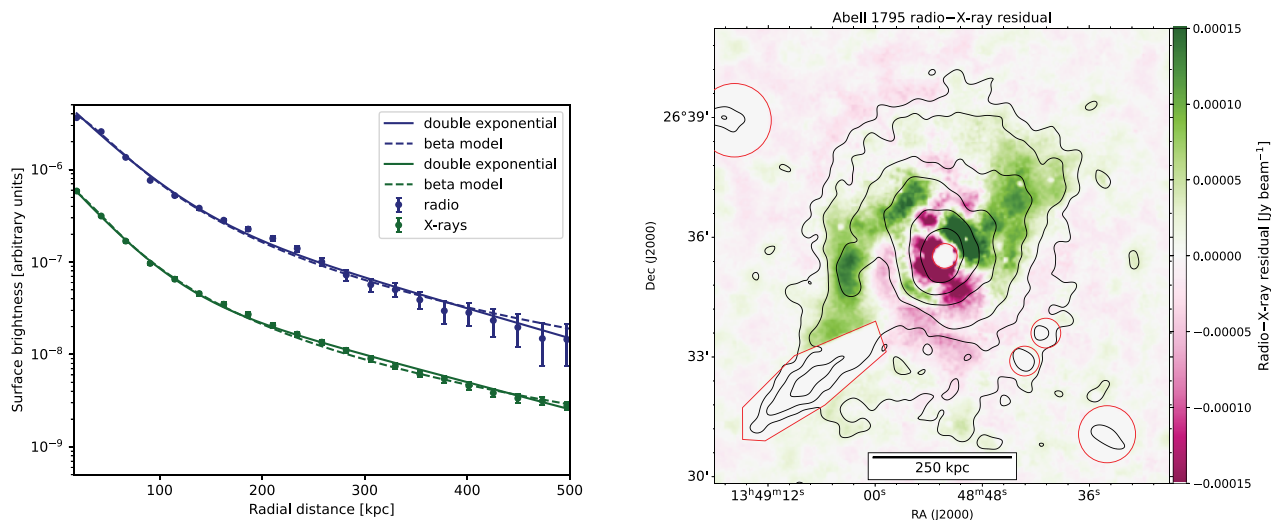 Surface brightness [arbitrary units]
10⁻⁶
10⁻⁷
10⁻⁸
10⁻⁹
double exponential
beta model
double exponential
beta model
radio
X-rays
100 200 300 400 500
Radial distance [kpc]
Abell 1795 radio−X-ray residual
Dec (J2000)
26°39'
36'
33'
30'
250 kpc
13ʰ49ᵐ12ˢ 00ˢ 48ᵐ48ˢ 36ˢ
RA (J2000)
0.00015
0.00010
0.00005
0.00000
−0.00005
−0.00010
−0.00015
Radio−X-ray residual [Jy beam⁻¹]